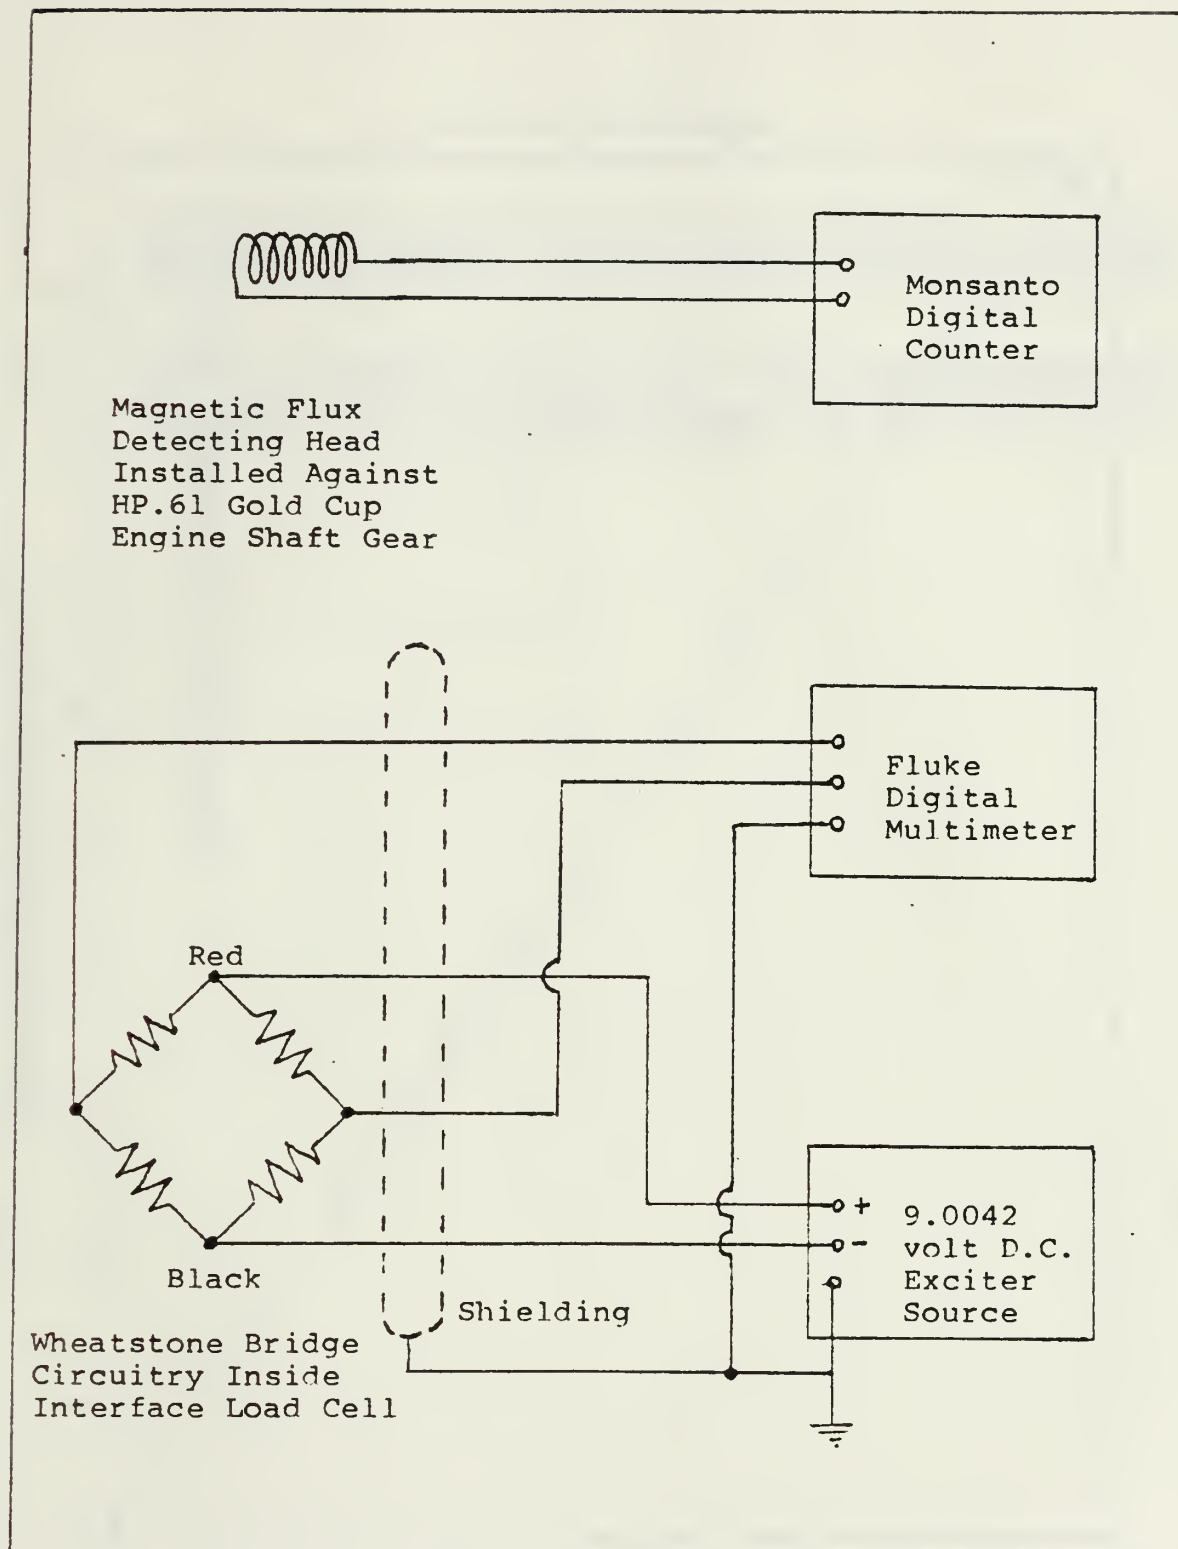 Monsanto
Digital
Counter
Magnetic Flux
Detecting Head
Installed Against
HP.61 Gold Cup
Engine Shaft Gear
Fluke
Digital
Multimeter
Red
+
-
9.0042
volt D.C.
Exciter
Source
Black
Shielding
Wheatstone Bridge
Circuitry Inside
Interface Load Cell